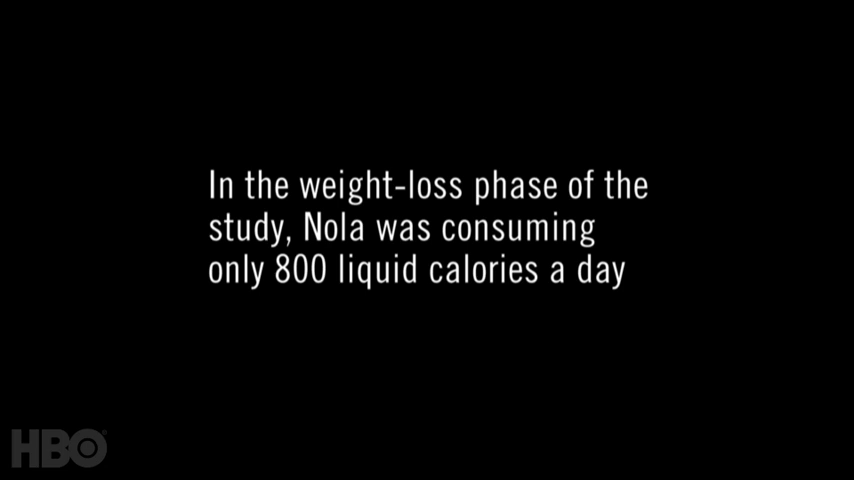 In the weight-loss phase of the
study, Nola was consuming
only 800 liquid calories a day
HBO